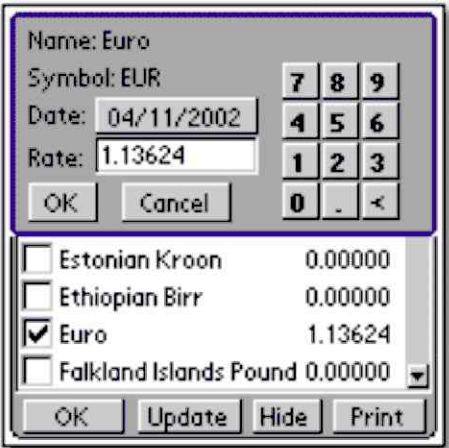 Name: Euro
Symbol: EUR
Date: 04/11/2002
Rate: 1.13624
7 8 9
4 5 6
1 2 3
0 . <
OK Cancel
Estonian Kroon 0.00000
Ethiopian Birr 0.00000
Euro 1.13624
Falkland Islands Pound 0.00000
OK Update Hide Print